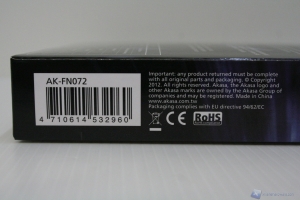 AK-FN072
4 710614 532960
Important: any product returned must be complete
with all original parts and packaging. © Copyright
2012. All rights reserved. Akasa, the akasa logo and
other Akasa marks are owned by the Akasa Group of
companies and may be registered. Made in China
www.akasa.com.tw
Packaging complies with EU directive 94/62/EC
CE
RoHS